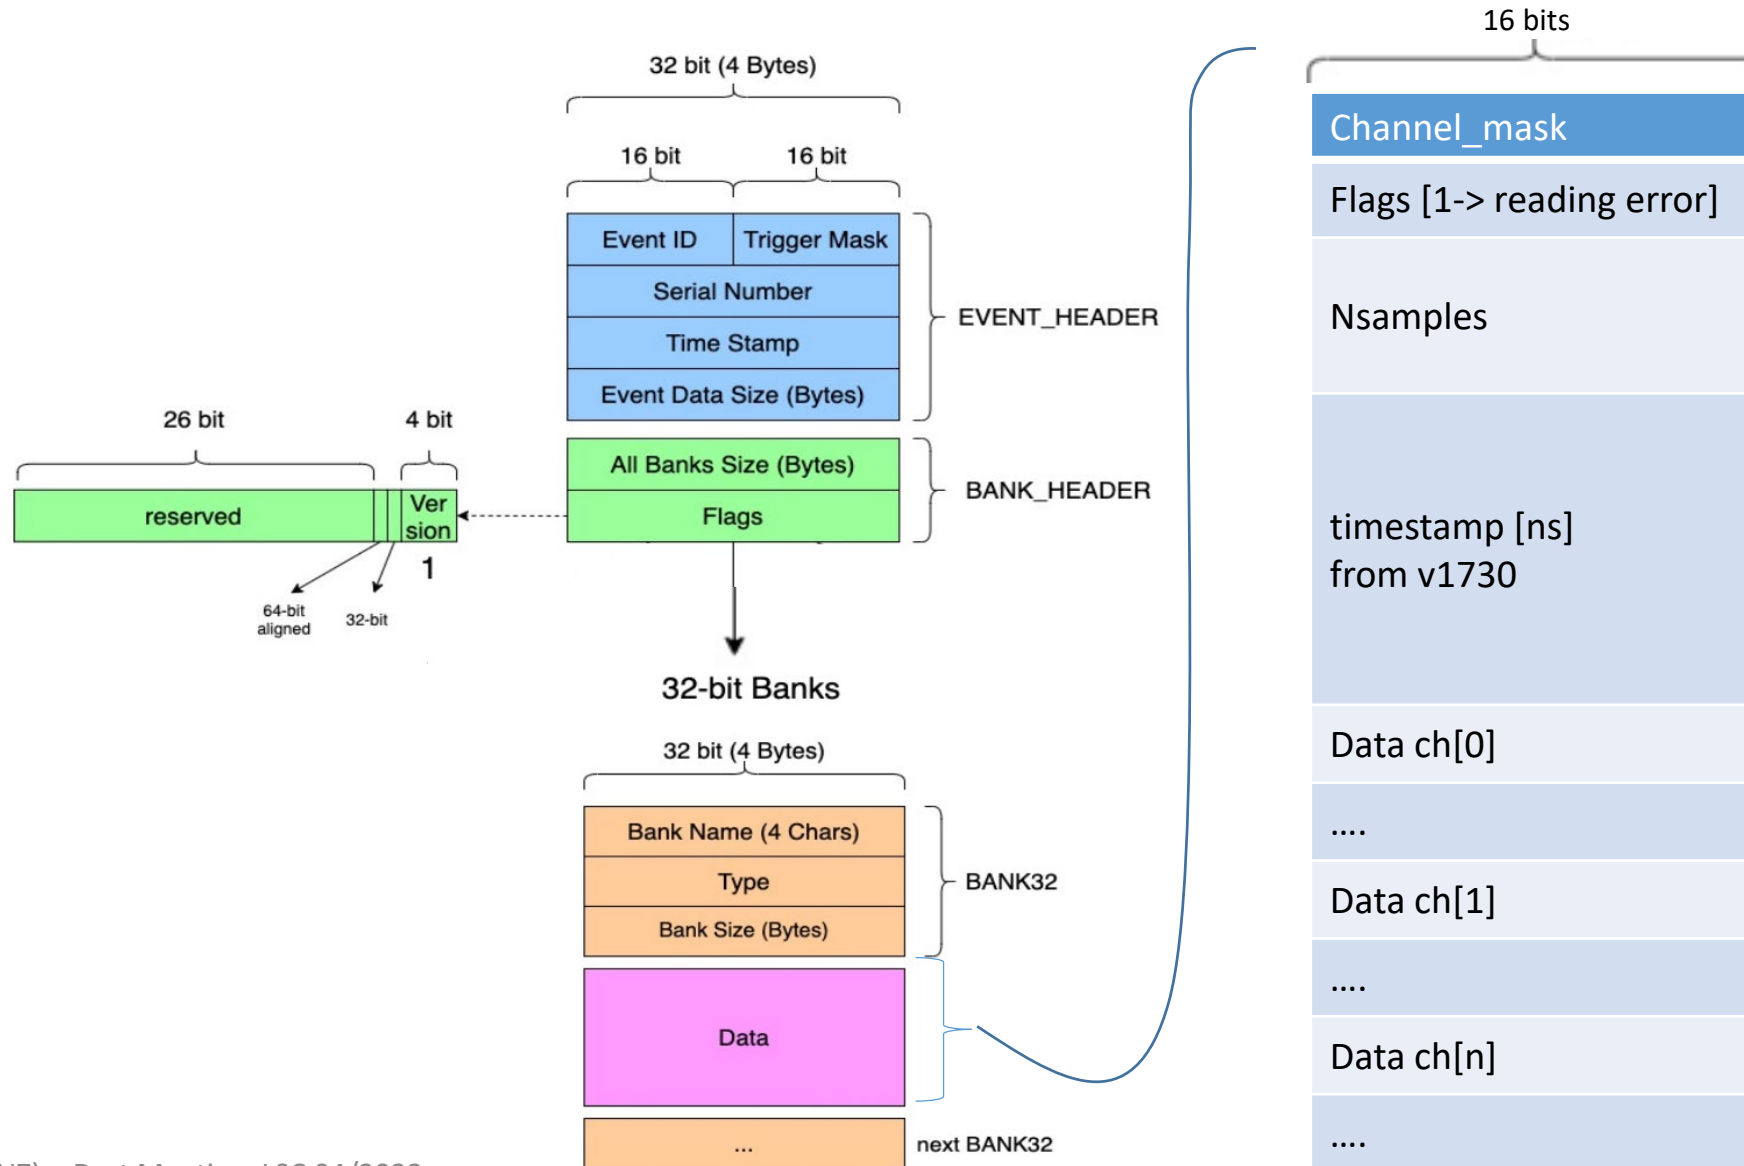 16 bits
32 bit (4 Bytes)
16 bit
16 bit
Event ID
Trigger Mask
Serial Number
Time Stamp
Event Data Size (Bytes)
EVENT_HEADER
26 bit
4 bit
reserved
Ver
sion
1
64-bit
aligned
32-bit
All Banks Size (Bytes)
Flags
BANK_HEADER
32-bit Banks
32 bit (4 Bytes)
Bank Name (4 Chars)
Type
Bank Size (Bytes)
BANK32
Data
...
next BANK32
Channel_mask
Flags [1-> reading error]
Nsamples
timestamp [ns]
from v1730
Data ch[0]
....
Data ch[1]
....
Data ch[n]
....